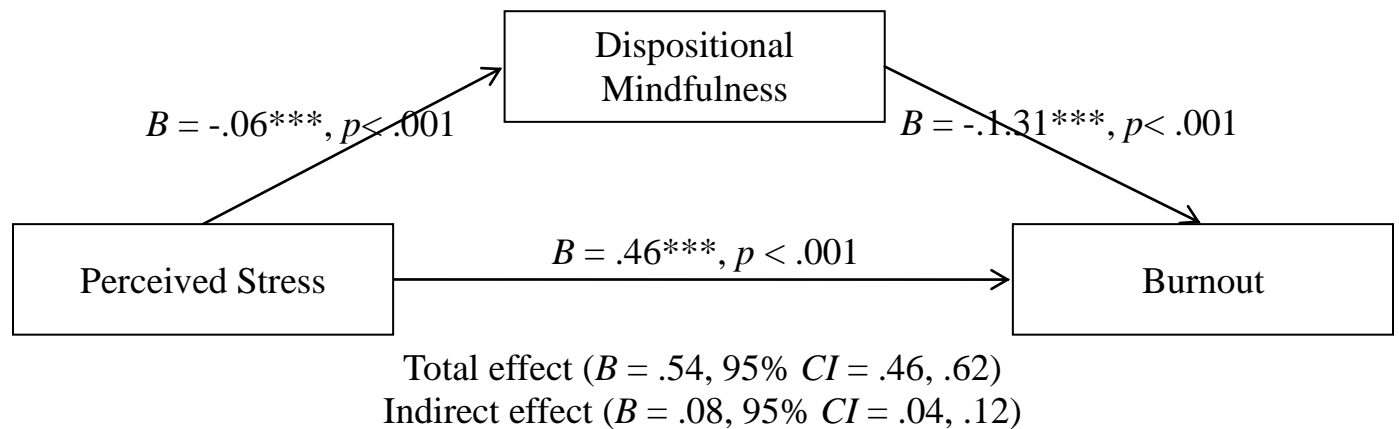 Dispositional
Mindfulness
B = -.06***, p< .001
B = -.1.31***, p< .001
Perceived Stress
B = .46***, p < .001
Burnout
Total effect (B = .54, 95% CI = .46, .62)
Indirect effect (B = .08, 95% CI = .04, .12)